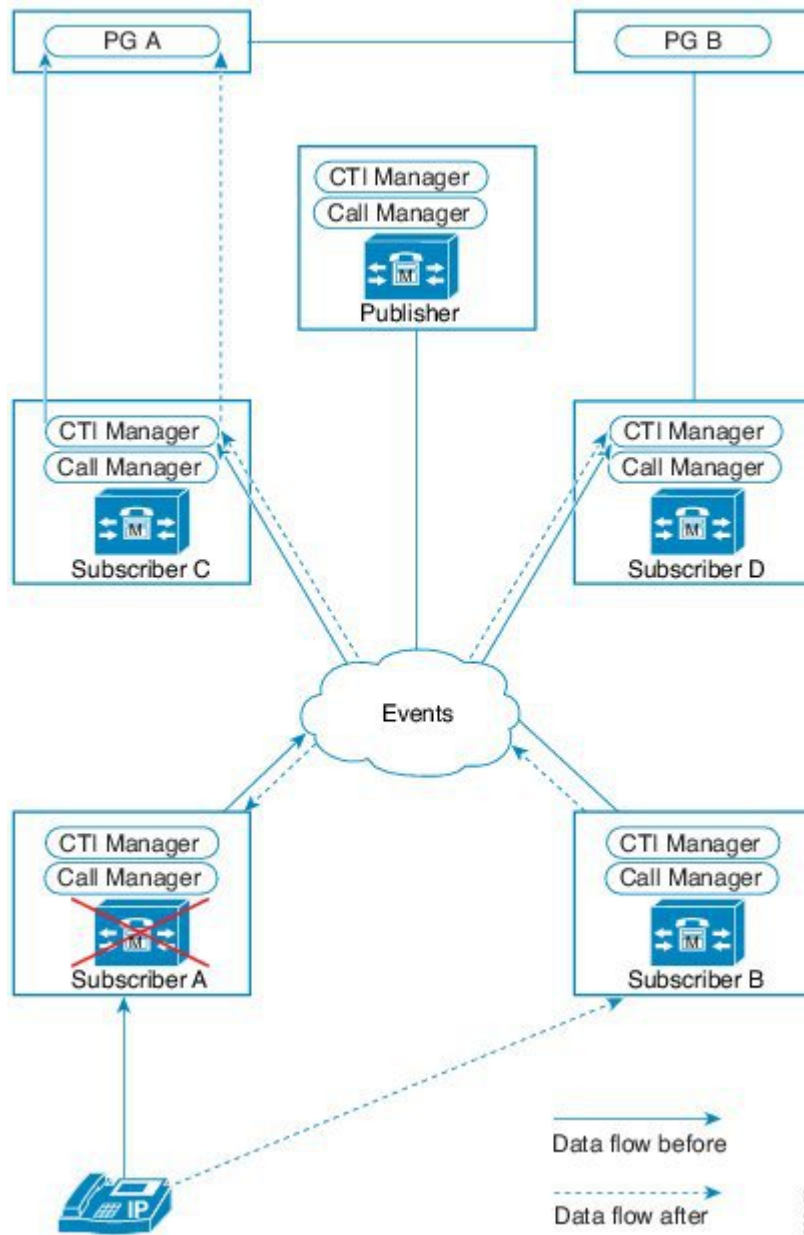 PG A
PG B
CTI Manager
Call Manager
M
Publisher
CTI Manager
Call Manager
M
Subscriber C
CTI Manager
Call Manager
M
Subscriber D
Events
CTI Manager
Call Manager
M
Subscriber A
CTI Manager
Call Manager
M
Subscriber B
IP
Data flow before
Data flow after